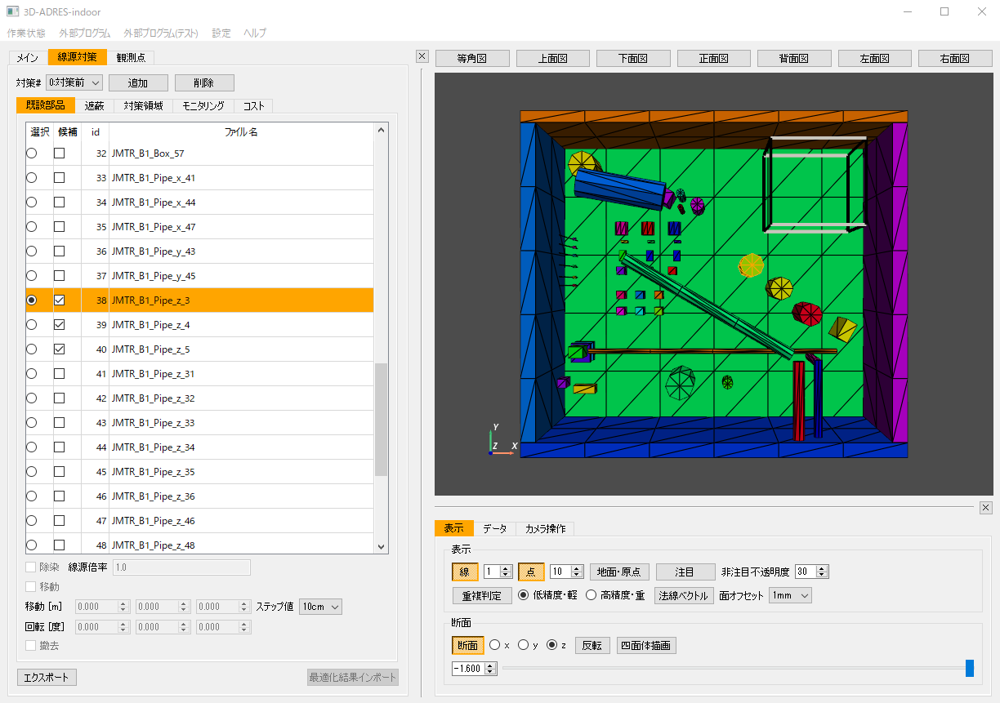 3D-ADRES-indoor
作業状態 外部プログラム 外部プログラム(テスト) 設定 ヘルプ
メイン 線源対策 観測点
対策# 0:対策前 追加 削除
既設部品 遮蔽 対策領域 モニタリング コスト
選択 候補 id ファイル名
32 JMTR_B1_Box_57
33 JMTR_B1_Pipe_x_41
34 JMTR_B1_Pipe_x_44
35 JMTR_B1_Pipe_x_47
36 JMTR_B1_Pipe_y_43
37 JMTR_B1_Pipe_y_45
38 JMTR_B1_Pipe_z_3
39 JMTR_B1_Pipe_z_4
40 JMTR_B1_Pipe_z_5
41 JMTR_B1_Pipe_z_31
42 JMTR_B1_Pipe_z_32
43 JMTR_B1_Pipe_z_33
44 JMTR_B1_Pipe_z_34
45 JMTR_B1_Pipe_z_35
46 JMTR_B1_Pipe_z_36
47 JMTR_B1_Pipe_z_46
48 JMTR_B1_Pipe_z_48
除染 線源倍率 1.0
移動
移動 [m] 0.000 0.000 0.000 ステップ値 10cm
回転 [度] 0.000 0.000 0.000
撤去
エクスポート 最適化結果インポート
等角図 上面図 下面図 正面図 背面図 左面図 右面図
Y
Z X
表示 データ カメラ操作
表示
線 1 点 10 地面・原点 注目 非注目不透明度 30
重複判定 低精度・軽 高精度・重 法線ベクトル 面オフセット 1mm
断面
断面 x y z 反転 四面体描画
-1.600